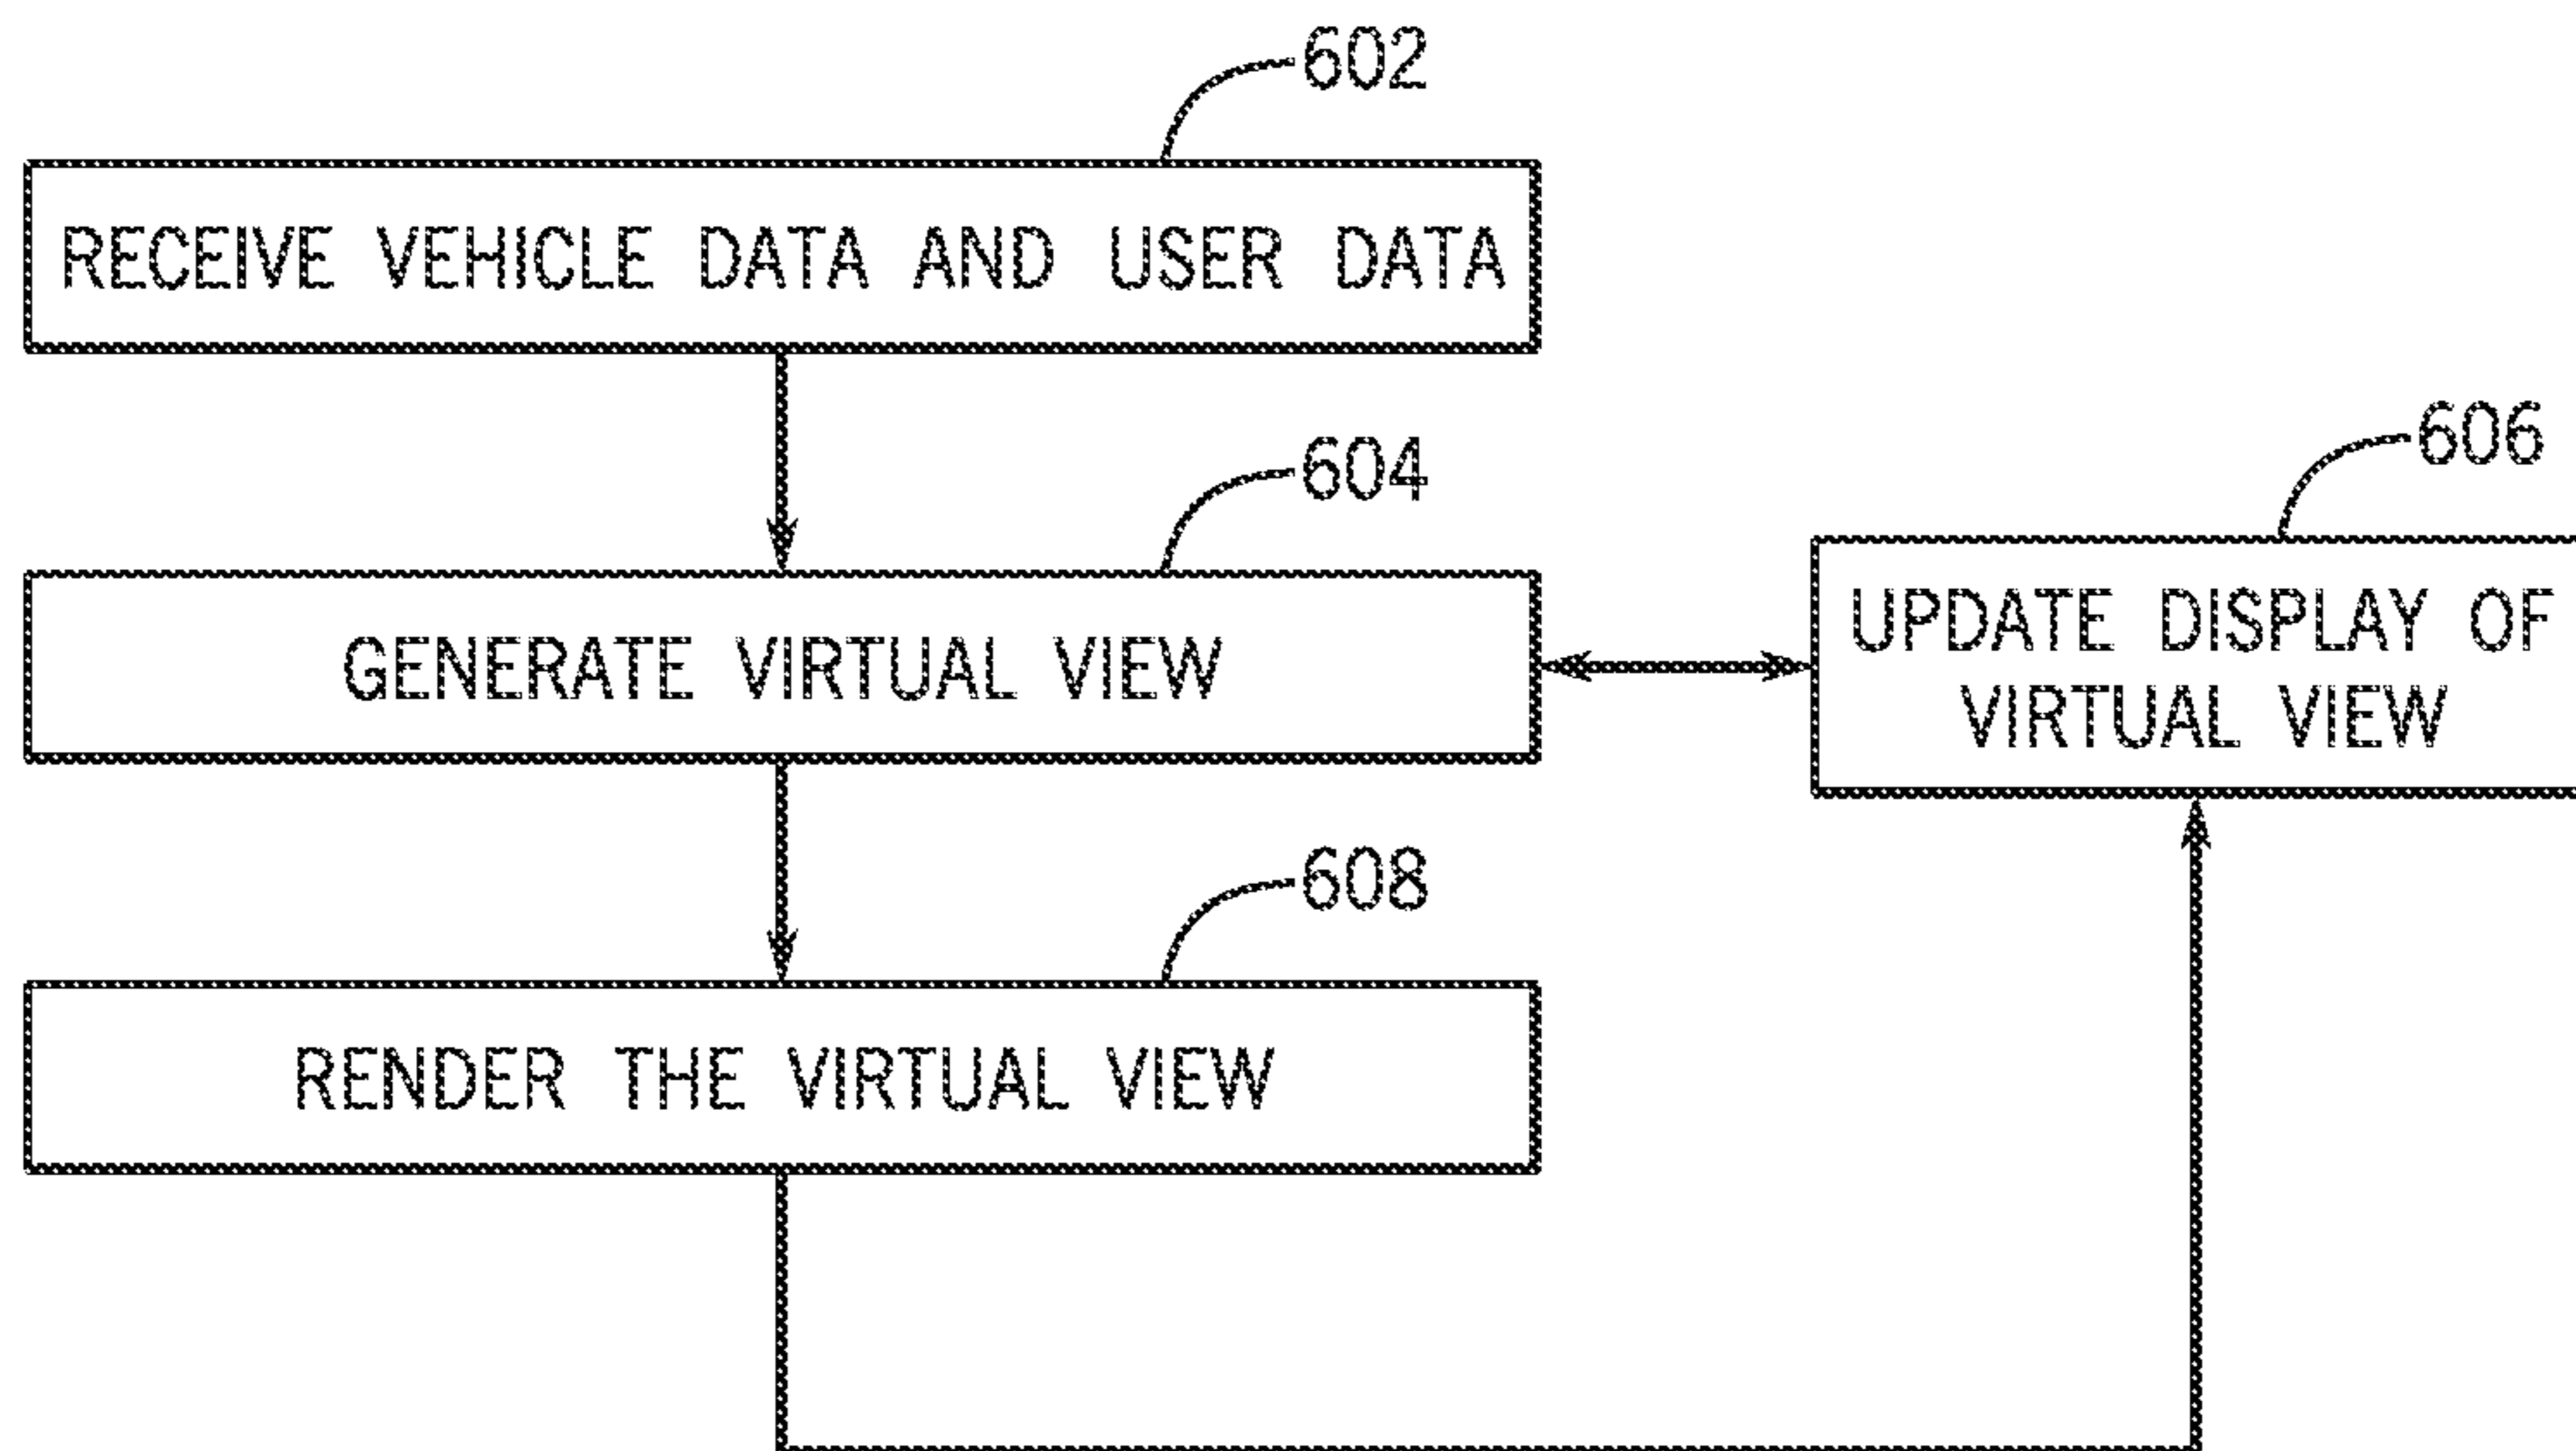 602
RECEIVE VEHICLE DATA AND USER DATA
604
GENERATE VIRTUAL VIEW
606
UPDATE DISPLAY OF
VIRTUAL VIEW
608
RENDER THE VIRTUAL VIEW